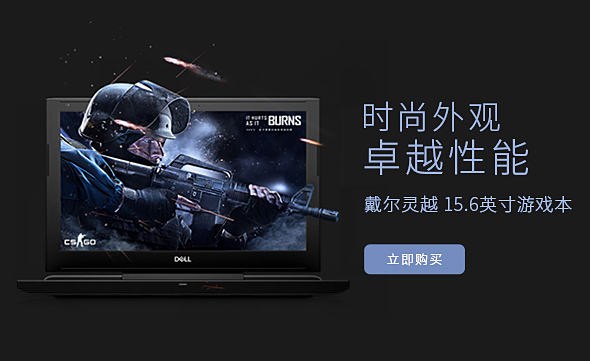 IT HURTS
AS IT BURNS
时尚外观
卓越性能
戴尔灵越 15.6英寸游戏本
立即购买
CS GO
DELL